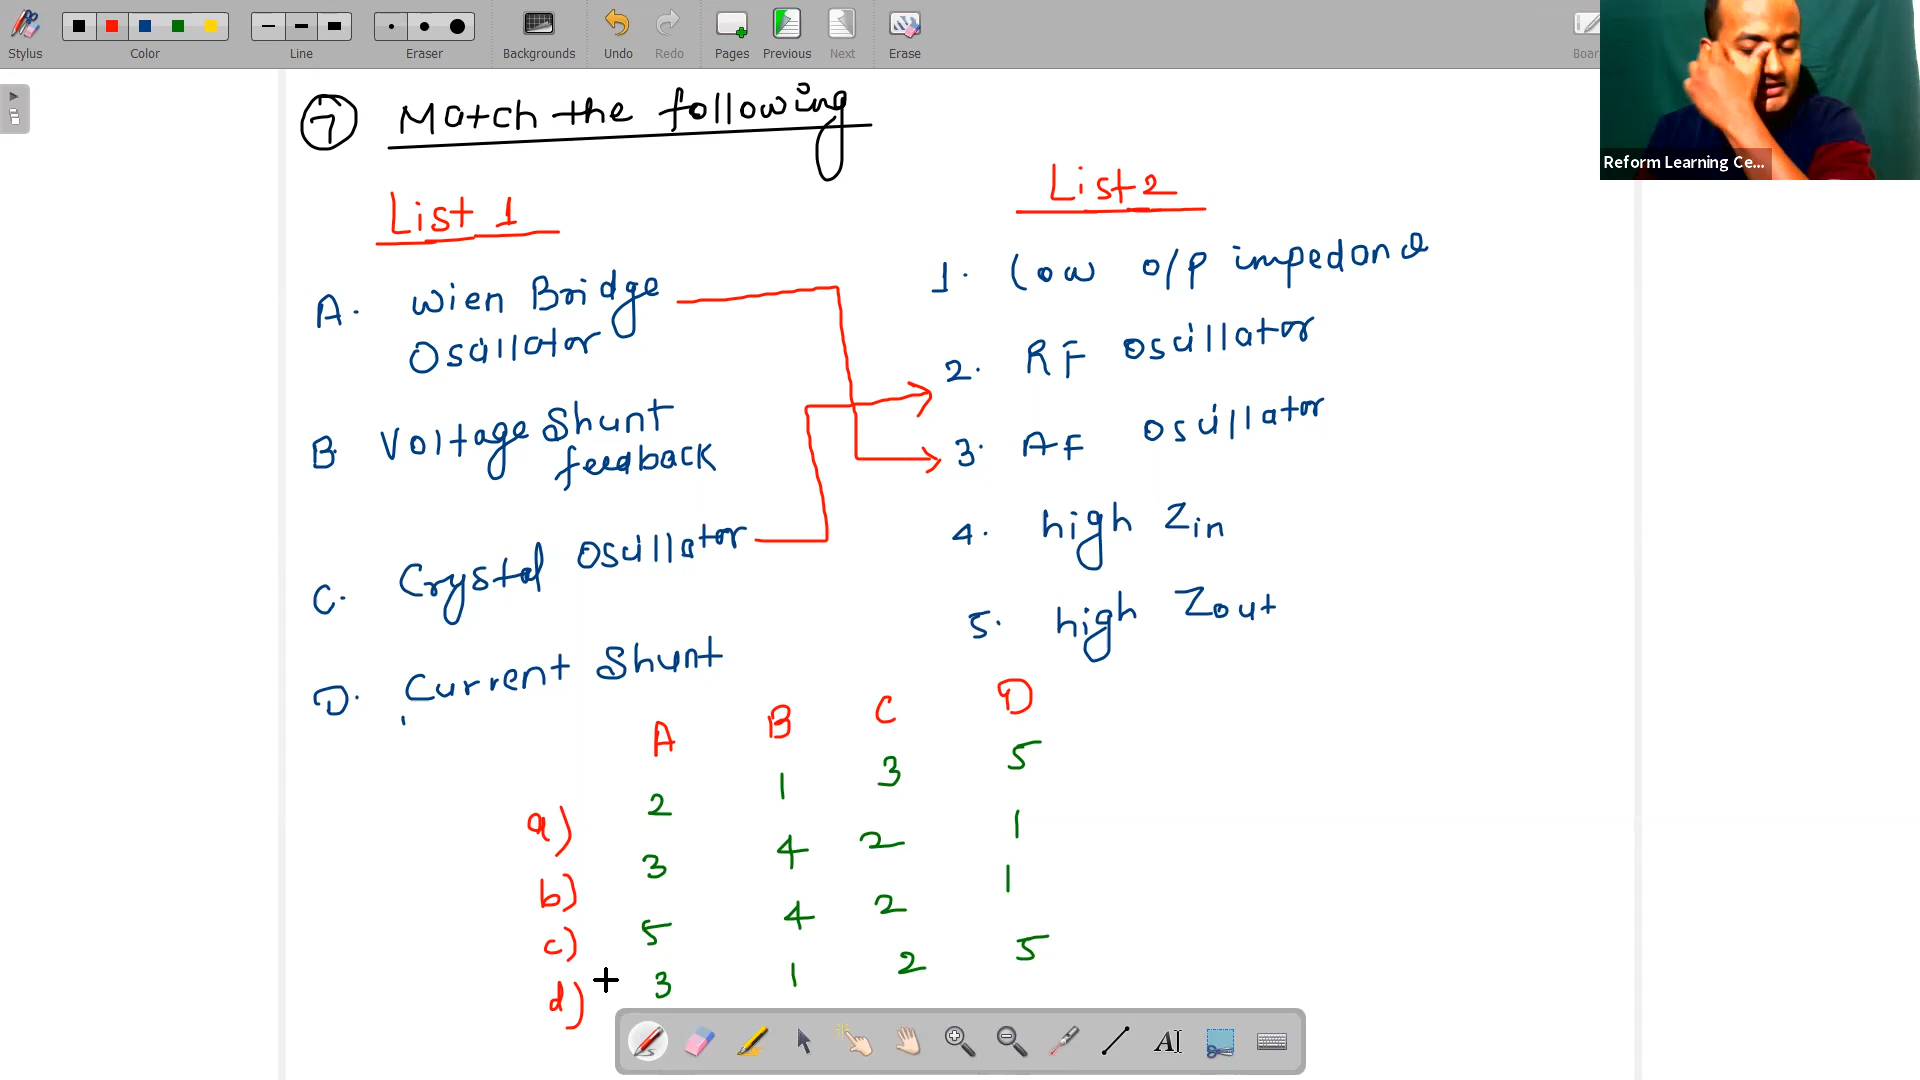 Stylus
Color
Line
Eraser
Backgrounds
Undo
Redo
Pages
Previous
Next
Erase
Boar
Reform Learning Ce...
7 Match the following
List 1
List 2
A. Wien Bridge
Oscillator
B. Voltage Shunt
feedback
C. Crystal Oscillator
D. Current Shunt
1. low o/p impedance
2. RF oscillator
3. AF oscillator
4. high Zin
5. high Zout
A B C D
a) 2 1 3 5
b) 3 4 2 1
c) 5 4 2 1
d) 3 1 2 5
AI